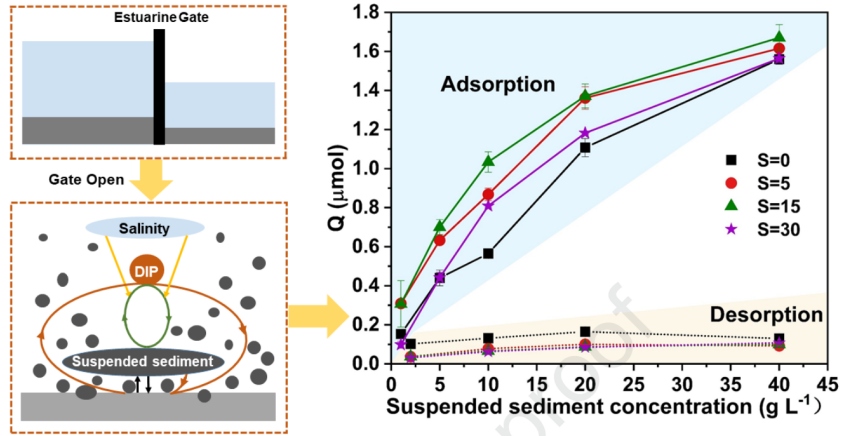 Estuarine Gate
Gate Open
Salinity
DIP
Suspended sediment
Q (μmol)
1.8
1.6
1.4
1.2
1.0
0.8
0.6
0.4
0.2
0.0
Adsorption
S=0
S=5
S=15
S=30
Desorption
0 5 10 15 20 25 30 35 40 45
Suspended sediment concentration (g L⁻¹)
proof